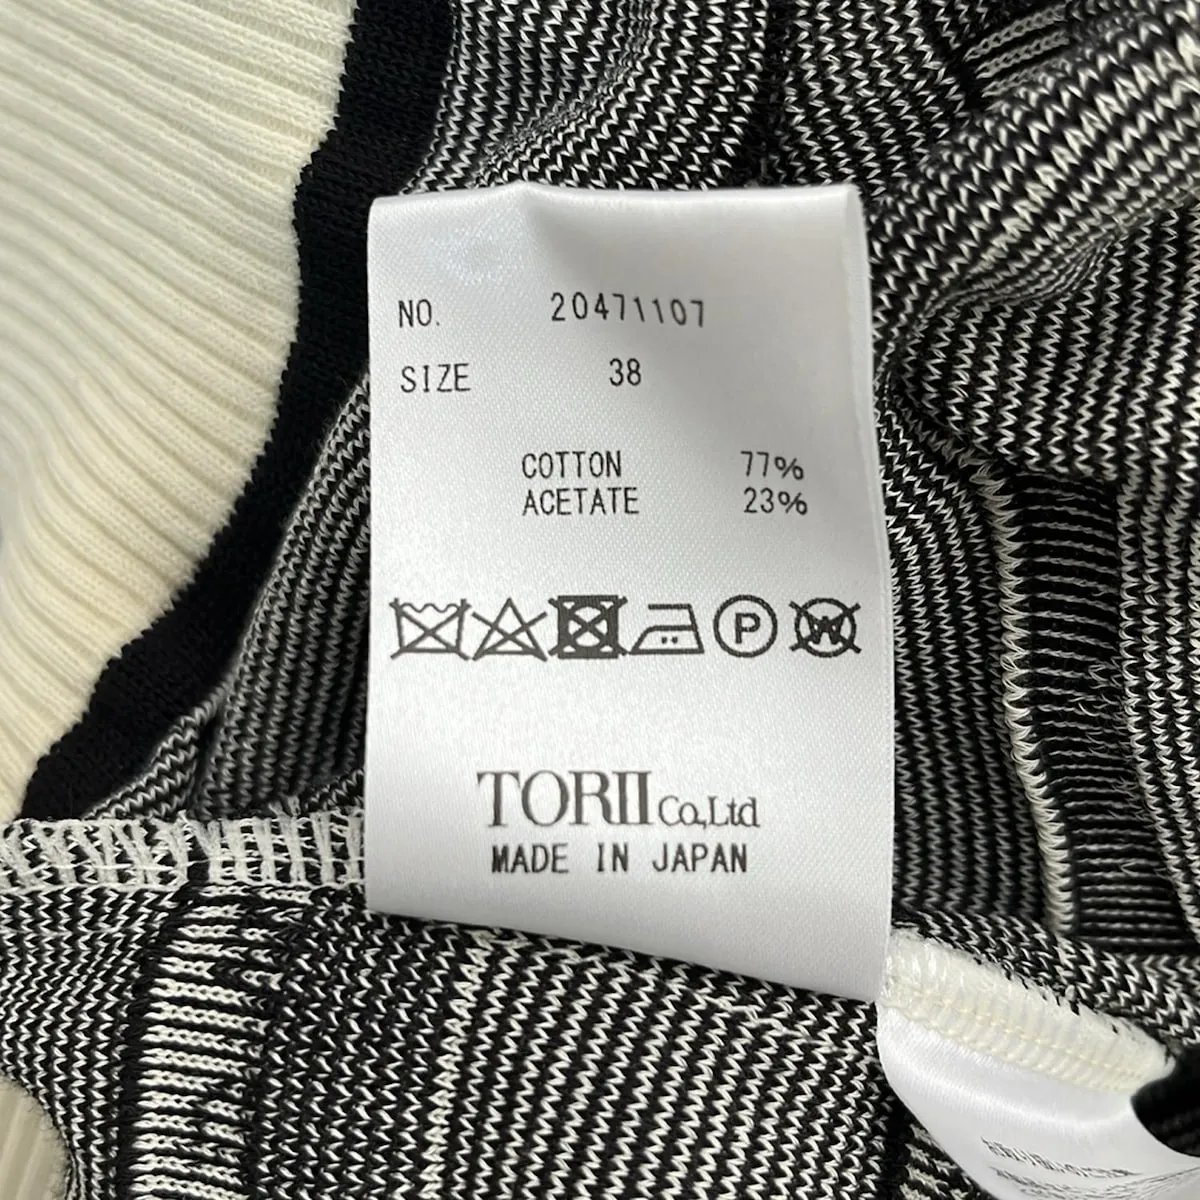 NO. 20471107
SIZE 38
COTTON 77%
ACETATE 23%
P W
TORII Co.,Ltd
MADE IN JAPAN